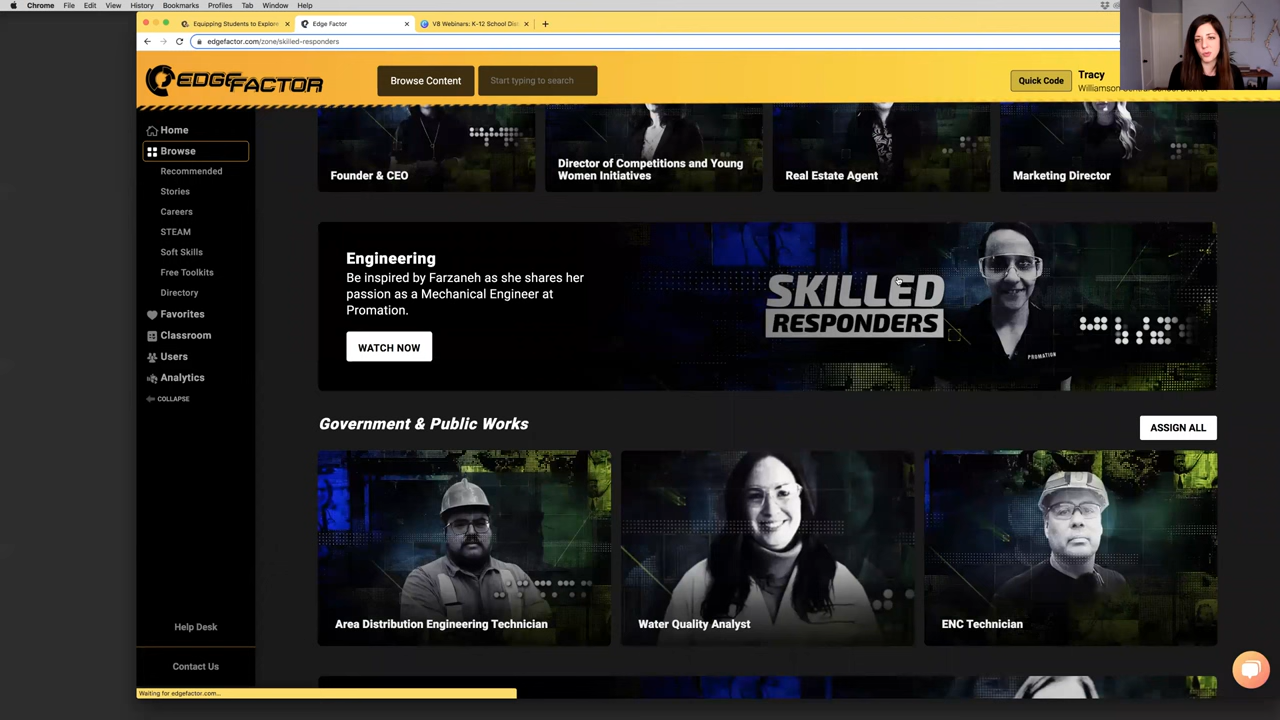 Chrome File Edit View History Bookmarks Profiles Tab Window Help
Equipping Students to Explore
Edge Factor
V8 Webinars: K-12 School Dis
edgefactor.com/zone/skilled-responders
EDGE FACTOR
Browse Content
Start typing to search
Quick Code
Tracy
Williamson Central School District
Home
Browse
Recommended
Stories
Careers
STEAM
Soft Skills
Free Toolkits
Directory
Favorites
Classroom
Users
Analytics
COLLAPSE
Help Desk
Contact Us
Founder & CEO
Director of Competitions and Young
Women Initiatives
Real Estate Agent
Marketing Director
Engineering
Be inspired by Farzaneh as she shares her
passion as a Mechanical Engineer at
Promation.
WATCH NOW
SKILLED
RESPONDERS
PROMATION
Government & Public Works
ASSIGN ALL
Area Distribution Engineering Technician
Water Quality Analyst
ENC Technician
Waiting for edgefactor.com...